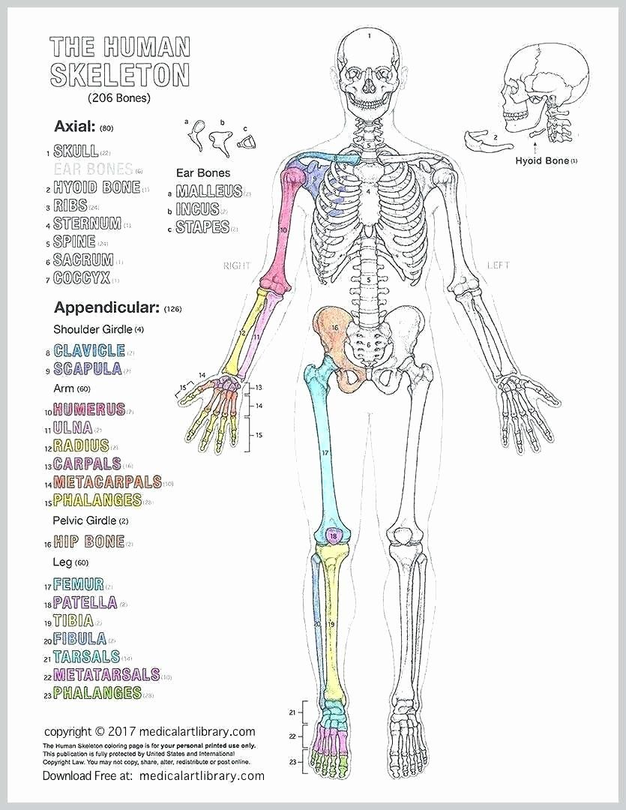 THE HUMAN
SKELETON
(206 Bones)
Axial: (80)
1 SKULL (22)
EAR BONES (6)
2 HYOID BONE (1)
3 RIBS (24)
4 STERNUM (1)
5 SPINE (24)
6 SACRUM (1)
7 COCCYX (1)
a
b
c
Ear Bones
a MALLEUS (2)
b INCUS (2)
c STAPES (2)
2
Hyoid Bone (1)
RIGHT
LEFT
Appendicular: (126)
Shoulder Girdle (4)
8 CLAVICLE (2)
9 SCAPULA (2)
Arm (60)
10 HUMERUS (2)
11 ULNA (2)
12 RADIUS (2)
13 CARPALS (16)
14 METACARPALS (10)
15 PHALANGES (28)
Pelvic Girdle (2)
16 HIP BONE (2)
Leg (60)
17 FEMUR (2)
18 PATELLA (2)
19 TIBIA (2)
20 FIBULA (2)
21 TARSALS (14)
22 METATARSALS (10)
23 PHALANGES (28)
1
5
8
4
10
5
16
6
12
11
14
15
13
14
15
17
18
20
19
21
22
23
copyright © 2017 medicalartlibrary.com
The Human Skeleton coloring page is for your personal printed use only.
This publication is fully protected by United States and International
Copyright Law. You may not copy, share, alter, redistribute or post online.
Download Free at: medicalartlibrary.com